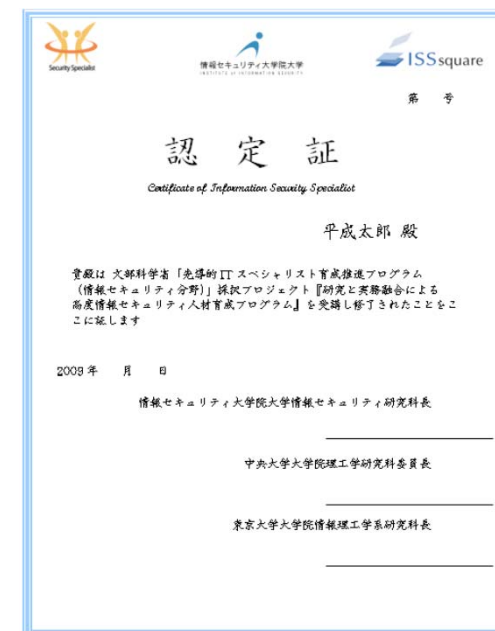 Security Specialist
情報セキュリティ大学院大学
INSTITUTE of INFORMATION SECURITY
ISSsquare
第　号
認 定 証
Certificate of Information Security Specialist
平成太郎 殿
貴殿は 文部科学省「先導的ITスペシャリスト育成推進プログラム
（情報セキュリティ分野）」採択プロジェクト『研究と実務融合による
高度情報セキュリティ人材育成プログラム』を受講し修了されたことをこ
こに証します
2009年　月　日
情報セキュリティ大学院大学情報セキュリティ研究科長
中央大学大学院理工学研究科委員長
東京大学大学院情報理工学系研究科長